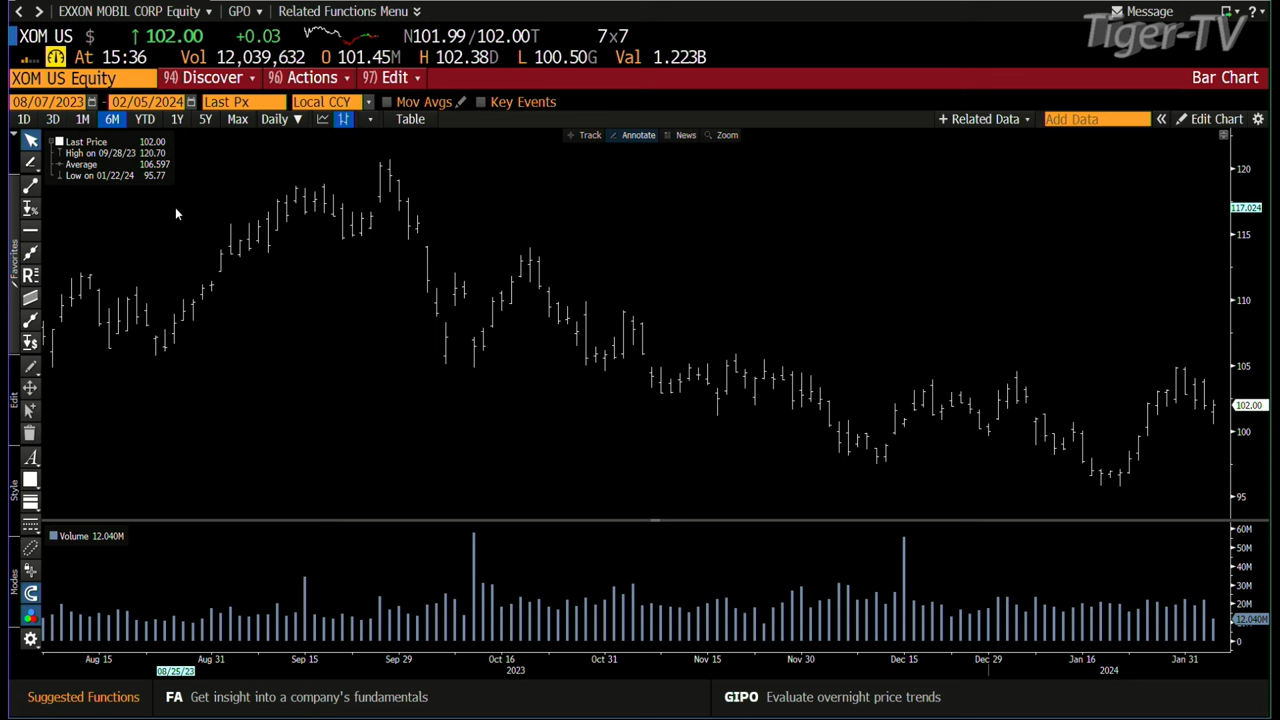 EXXON MOBIL CORP Equity GPO Related Functions Menu Message ?
Tiger-TV
XOM US $ ↑ 102.00 +0.03 N101.99/102.00T 7x7
At 15:36 Vol 12,039,632 O 101.45M H 102.38D L 100.50G Val 1.223B
XOM US Equity 94) Discover 96) Actions 97) Edit Bar Chart
08/07/2023 - 02/05/2024 Last Px Local CCY Mov Avgs Key Events
1D 3D 1M 6M YTD 1Y 5Y Max Daily Table + Related Data Add Data « Edit Chart
Track Annotate News Zoom
Last Price 102.00
High on 09/28/23 120.70
Average 106.597
Low on 01/22/24 95.77
120
117.024
115
110
105
102.00
100
95
Favorites
Edit
Style
Modes
Volume 12.040M
60M
50M
40M
30M
20M
12.040M
0
Aug 15 Aug 31 Sep 15 Sep 29 Oct 16 Oct 31 Nov 15 Nov 30 Dec 15 Dec 29 Jan 16 Jan 31
08/25/23 2023 2024
Suggested Functions FA Get insight into a company's fundamentals GIPO Evaluate overnight price trends